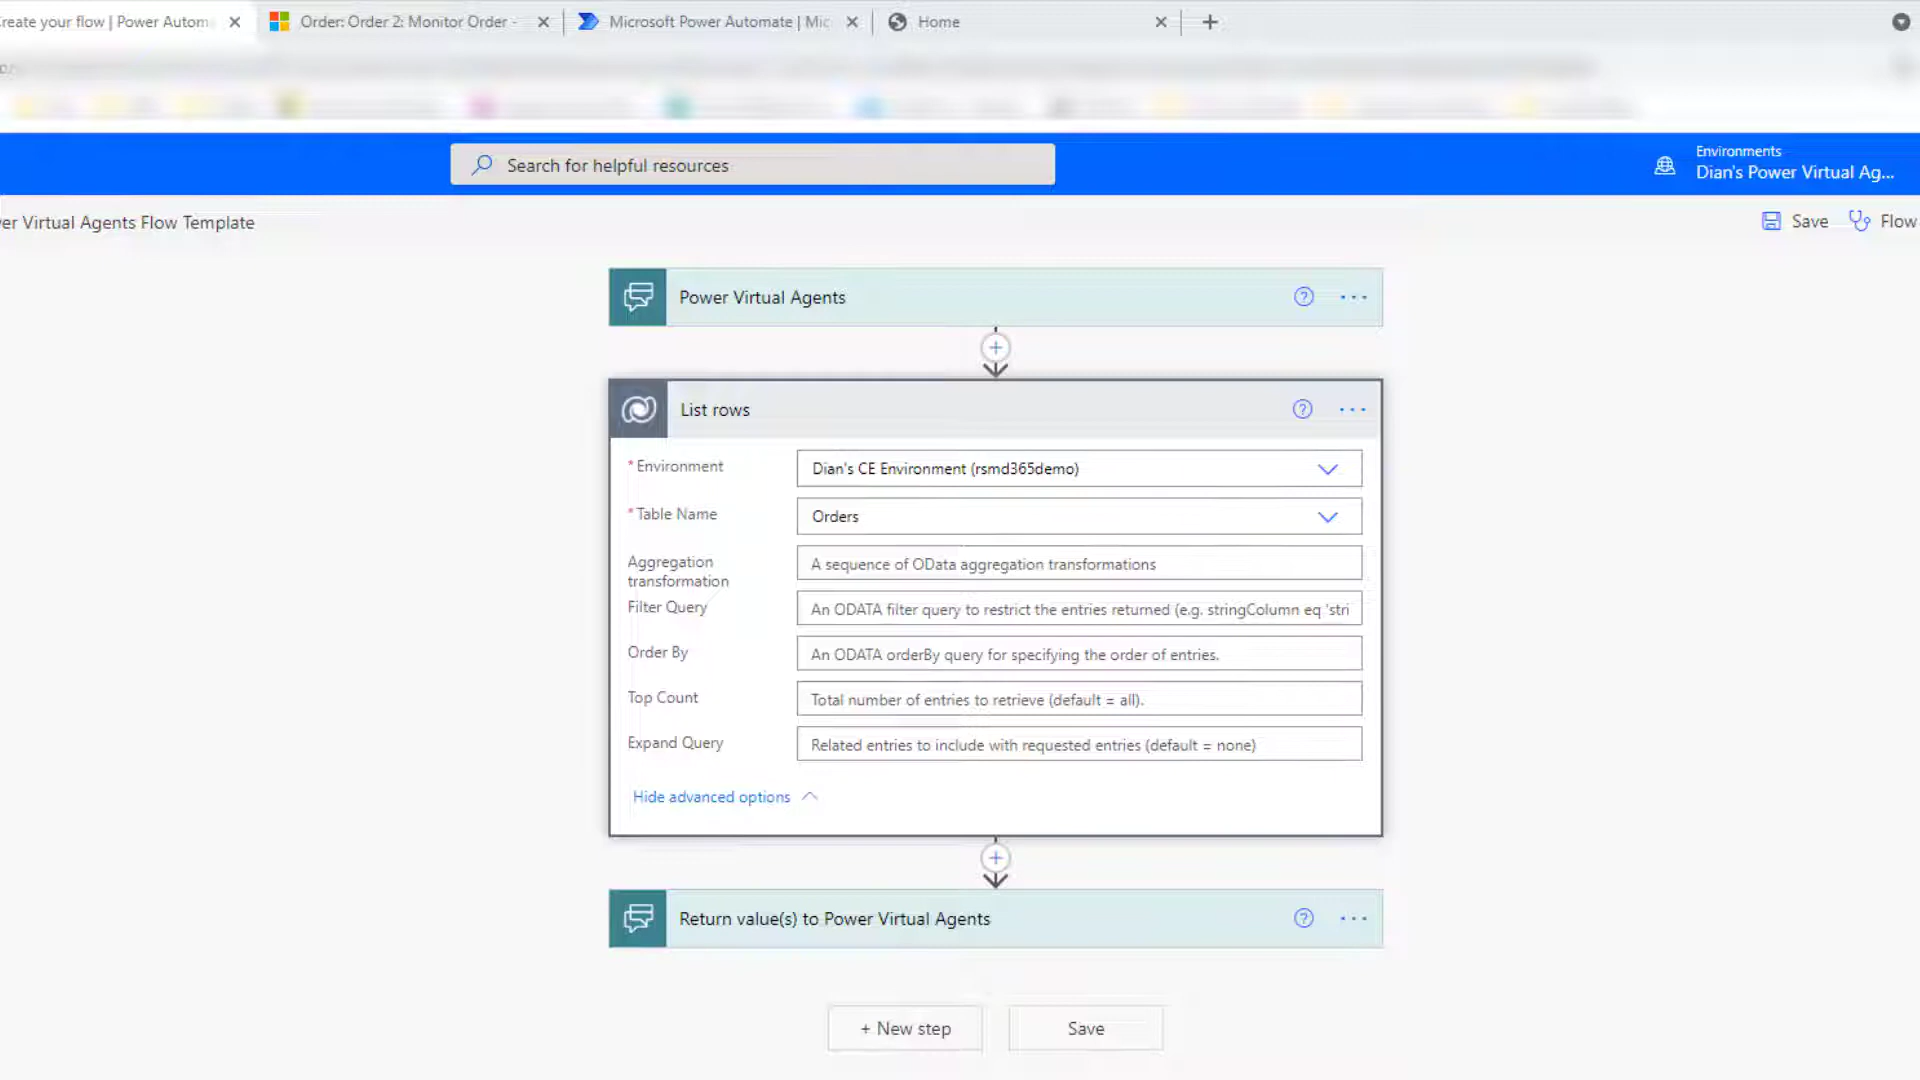 reate your flow | Power Autom
Order: Order 2: Monitor Order -
Microsoft Power Automate | Mic
Home
Search for helpful resources
Environments
Dian's Power Virtual Ag...
er Virtual Agents Flow Template
Save
Flow
Power Virtual Agents
List rows
* Environment
Dian's CE Environment (rsmd365demo)
* Table Name
Orders
Aggregation
transformation
A sequence of OData aggregation transformations
Filter Query
An ODATA filter query to restrict the entries returned (e.g. stringColumn eq 'stri
Order By
An ODATA orderBy query for specifying the order of entries.
Top Count
Total number of entries to retrieve (default = all).
Expand Query
Related entries to include with requested entries (default = none)
Hide advanced options
Return value(s) to Power Virtual Agents
+ New step
Save